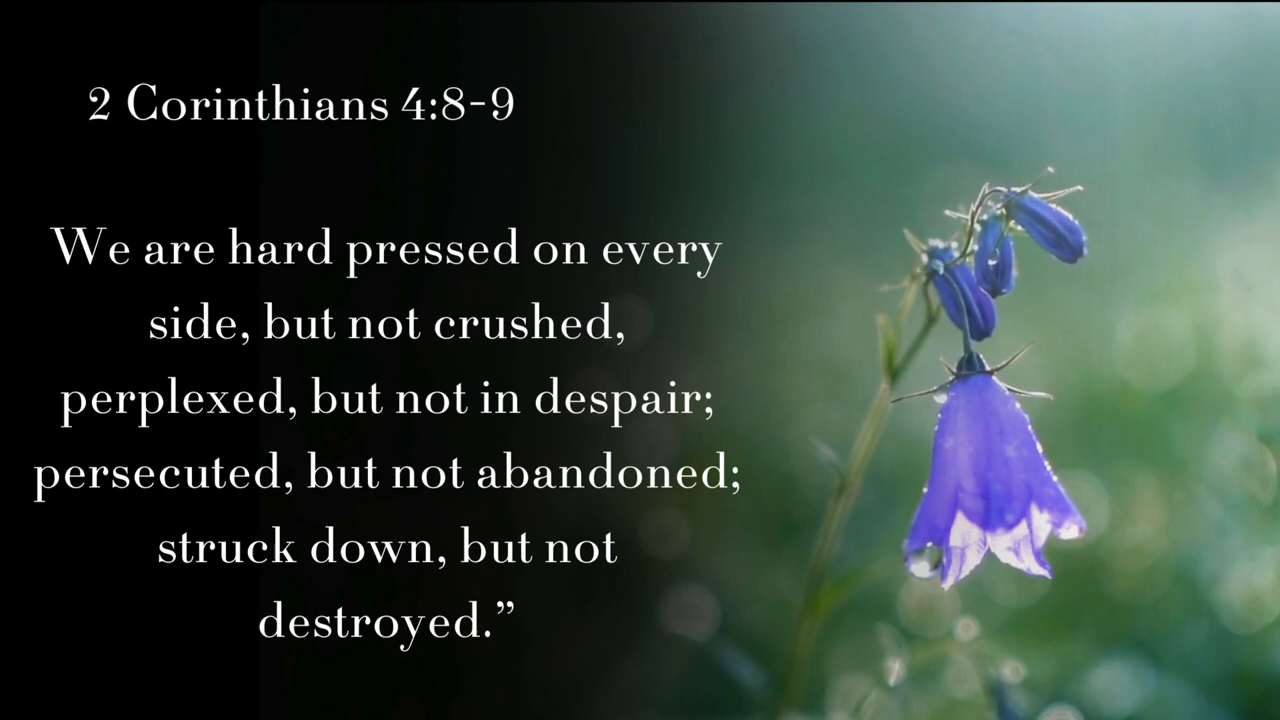 2 Corinthians 4:8-9
We are hard pressed on every
side, but not crushed,
perplexed, but not in despair;
persecuted, but not abandoned;
struck down, but not
destroyed.”